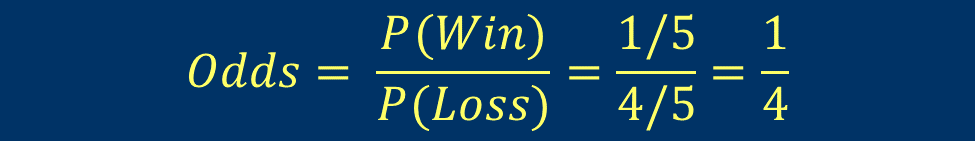 Odds = P(Win)/P(Loss) = 1/5/4/5 = 1/4